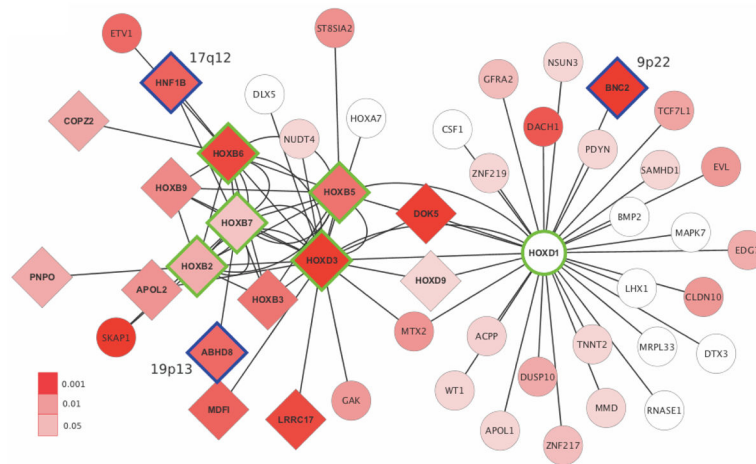 ST8SIA2
ETV1
17q12
9p22
NSUN3
GFRA2
HNF1B
BNC2
DLX5
HOXA7
TCF7L1
COPZ2
CSF1
DACH1
NUDT4
PDYN
HOXB6
ZNF219
SAMHD1
EVL
HOXB9
HOXB5
DOK5
BMP2
HOXB7
MAPK7
HOXD1
HOXB2
HOXD3
PNPO
APOL2
HOXD9
LHX1
CLDN10
HOXB3
MTX2
ACPP
TNNT2
MRPL33
SKAP1
ABHD8
DTX3
19p13
DUSP10
WT1
0.001
MDFI
LRRC17
GAK
MMD
RNASE1
0.01
APOL1
0.05
ZNF217